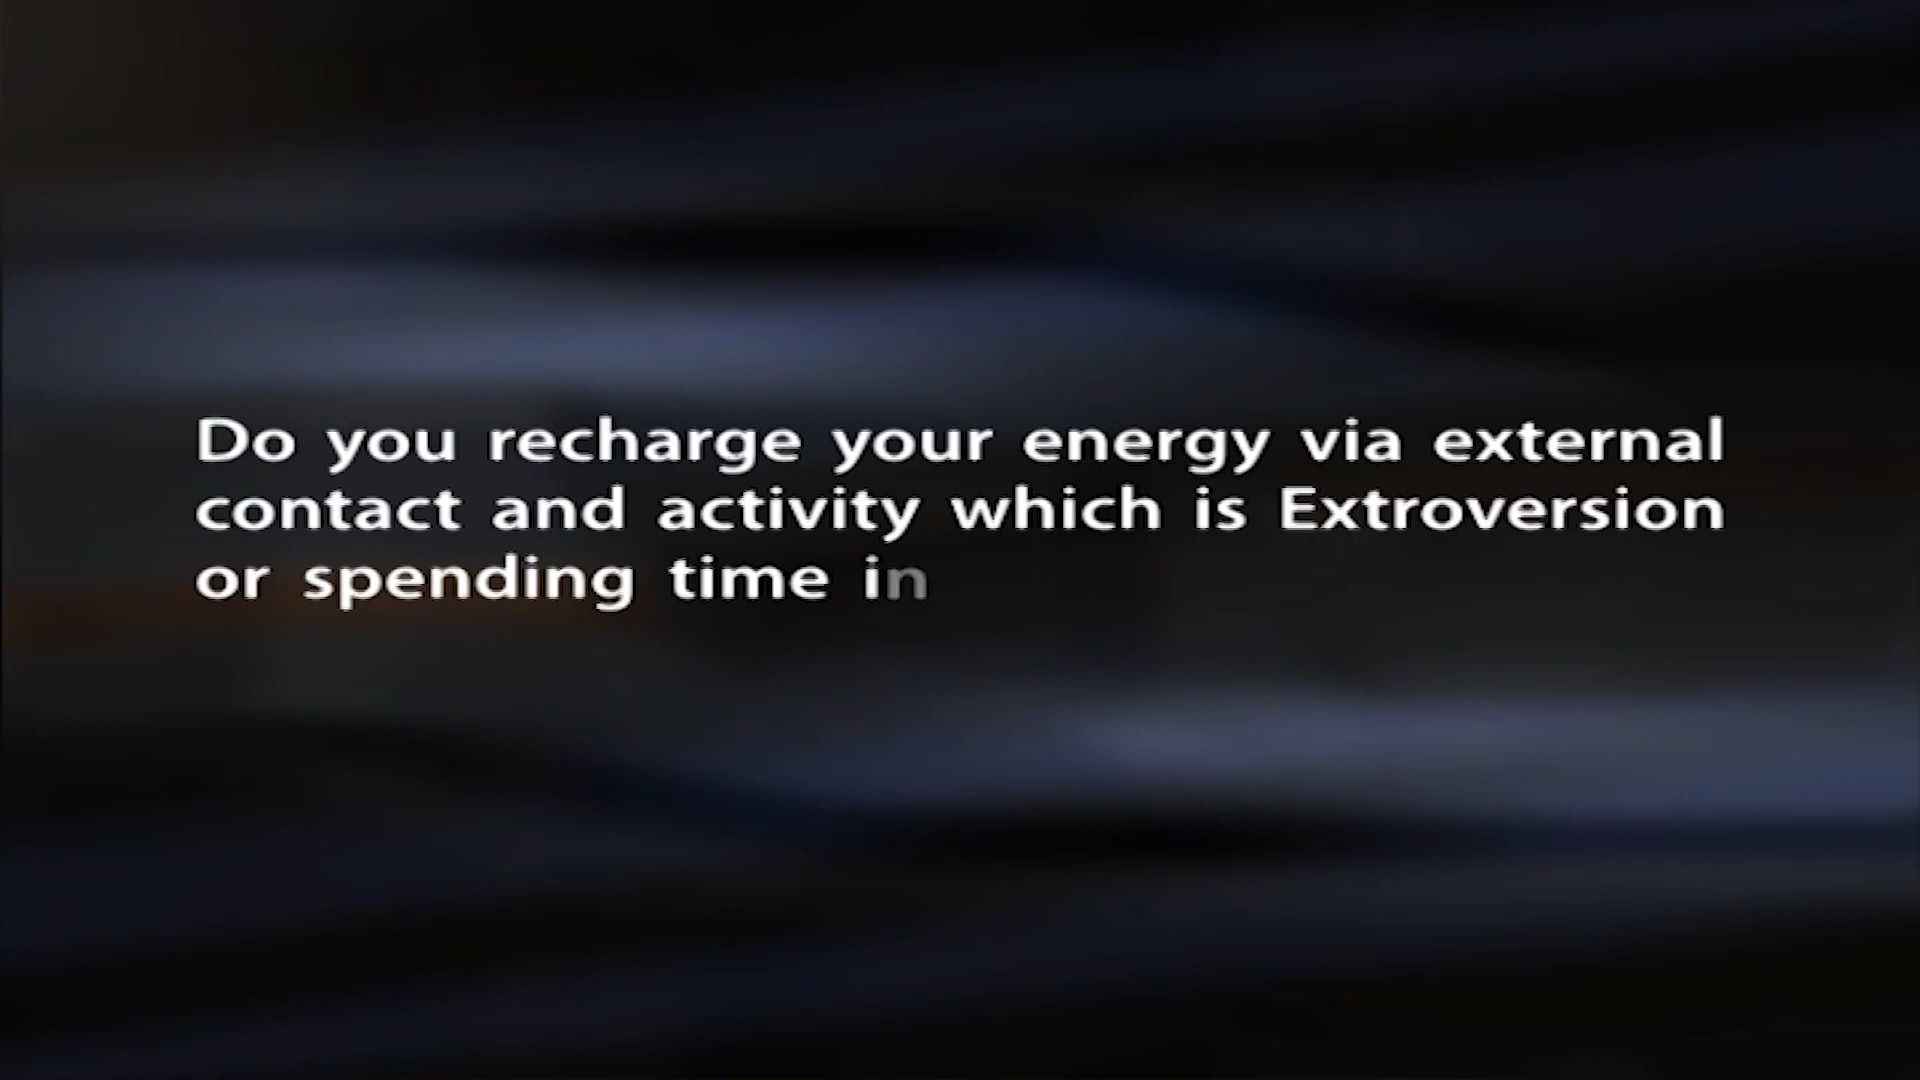 Do you recharge your energy via external
contact and activity which is Extroversion
or spending time in